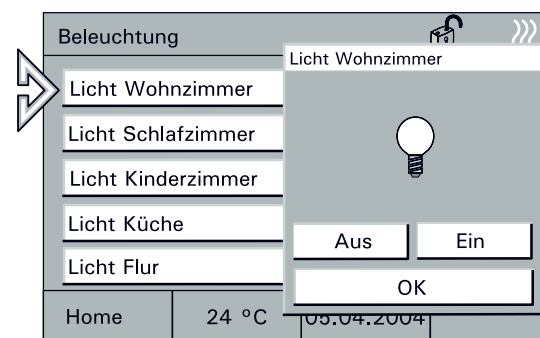 Beleuchtung
Licht Wohnzimmer
Licht Schlafzimmer
Licht Kinderzimmer
Licht Küche
Licht Flur
Licht Wohnzimmer
Aus Ein
OK
Home 24 °C 05.04.2004